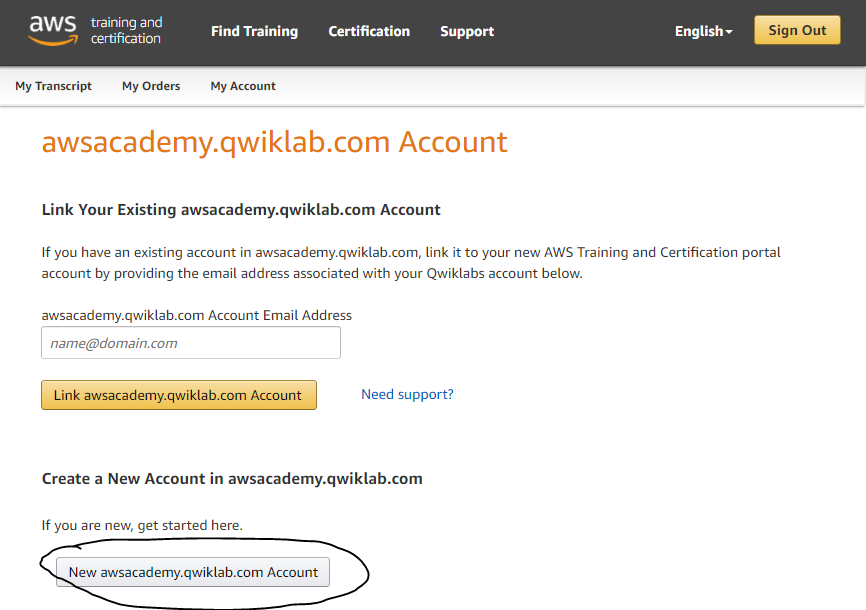 aws training and certification
Find Training Certification Support English Sign Out
My Transcript My Orders My Account
awsacademy.qwiklab.com Account
Link Your Existing awsacademy.qwiklab.com Account
If you have an existing account in awsacademy.qwiklab.com, link it to your new AWS Training and Certification portal
account by providing the email address associated with your Qwiklabs account below.
awsacademy.qwiklab.com Account Email Address
name@domain.com
Link awsacademy.qwiklab.com Account Need support?
Create a New Account in awsacademy.qwiklab.com
If you are new, get started here.
New awsacademy.qwiklab.com Account